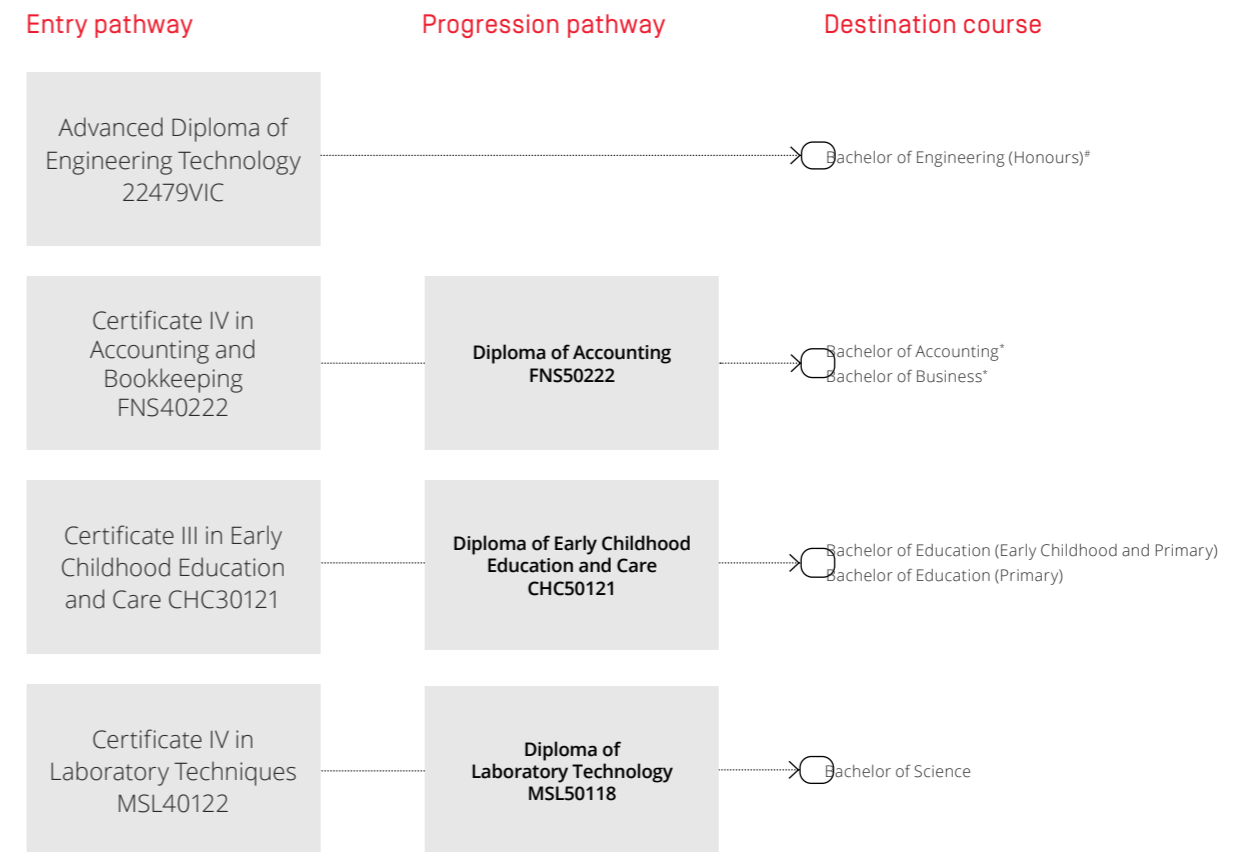 Entry pathway
Progression pathway
Destination course
Advanced Diploma of
Engineering Technology
22479VIC
Bachelor of Engineering (Honours)#
Certificate IV in
Accounting and
Bookkeeping
FNS40222
Diploma of Accounting
FNS50222
Bachelor of Accounting*
Bachelor of Business*
Certificate III in Early
Childhood Education
and Care CHC30121
Diploma of Early Childhood
Education and Care
CHC50121
Bachelor of Education (Early Childhood and Primary)
Bachelor of Education (Primary)
Certificate IV in
Laboratory Techniques
MSL40122
Diploma of
Laboratory Technology
MSL50118
Bachelor of Science